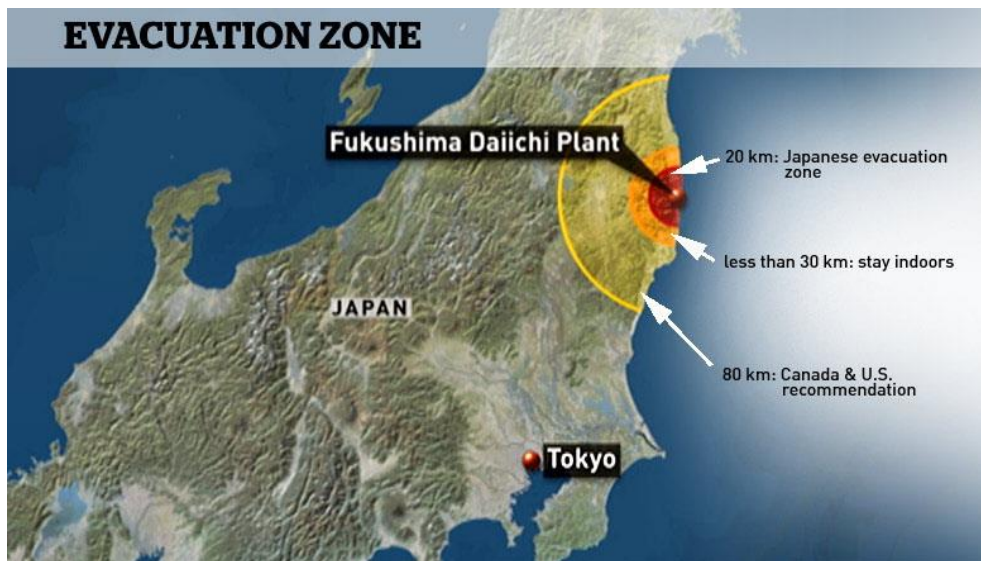 EVACUATION ZONE
Fukushima Daiichi Plant
20 km: Japanese evacuation
zone
less than 30 km: stay indoors
JAPAN
80 km: Canada & U.S.
recommendation
Tokyo